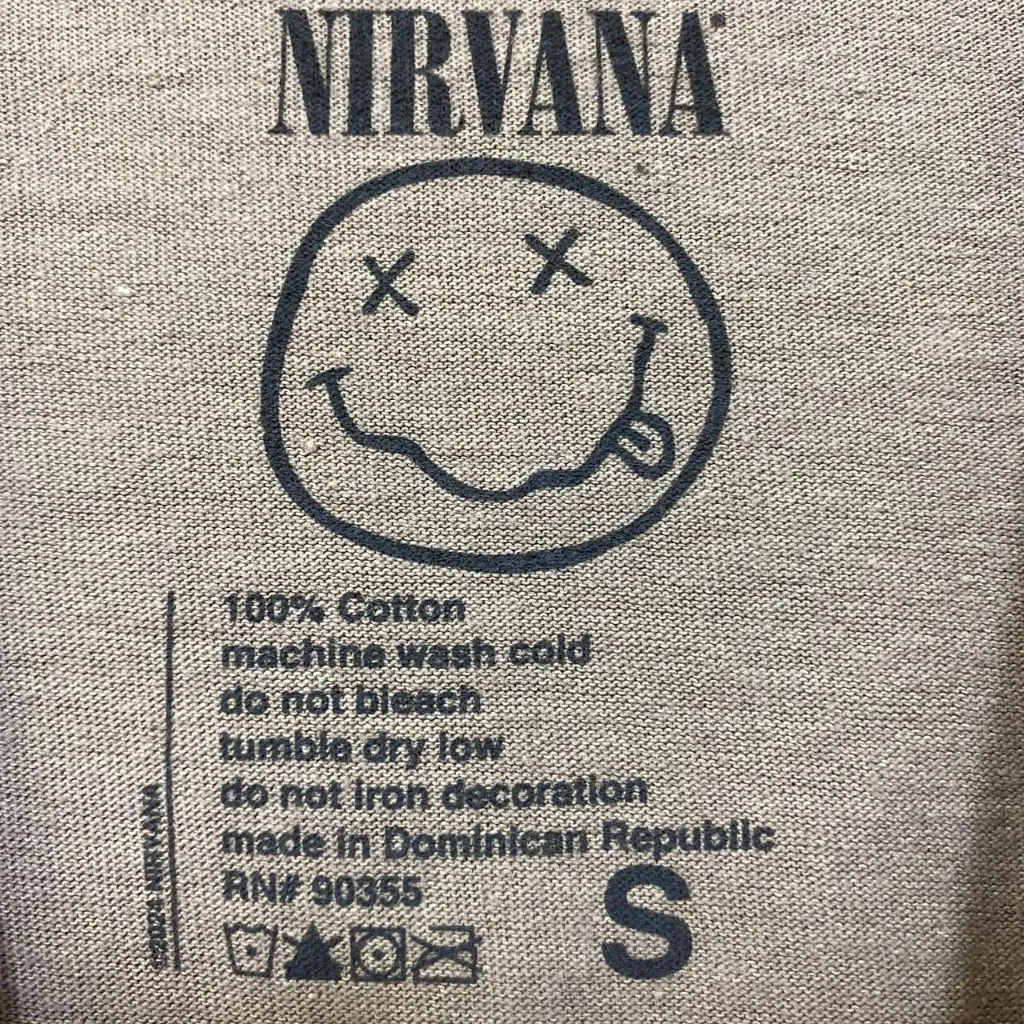 NIRVANA
100% Cotton
machine wash cold
do not bleach
tumble dry low
do not iron decoration
made in Dominican Republic
RN# 90355
S
NIRVANA